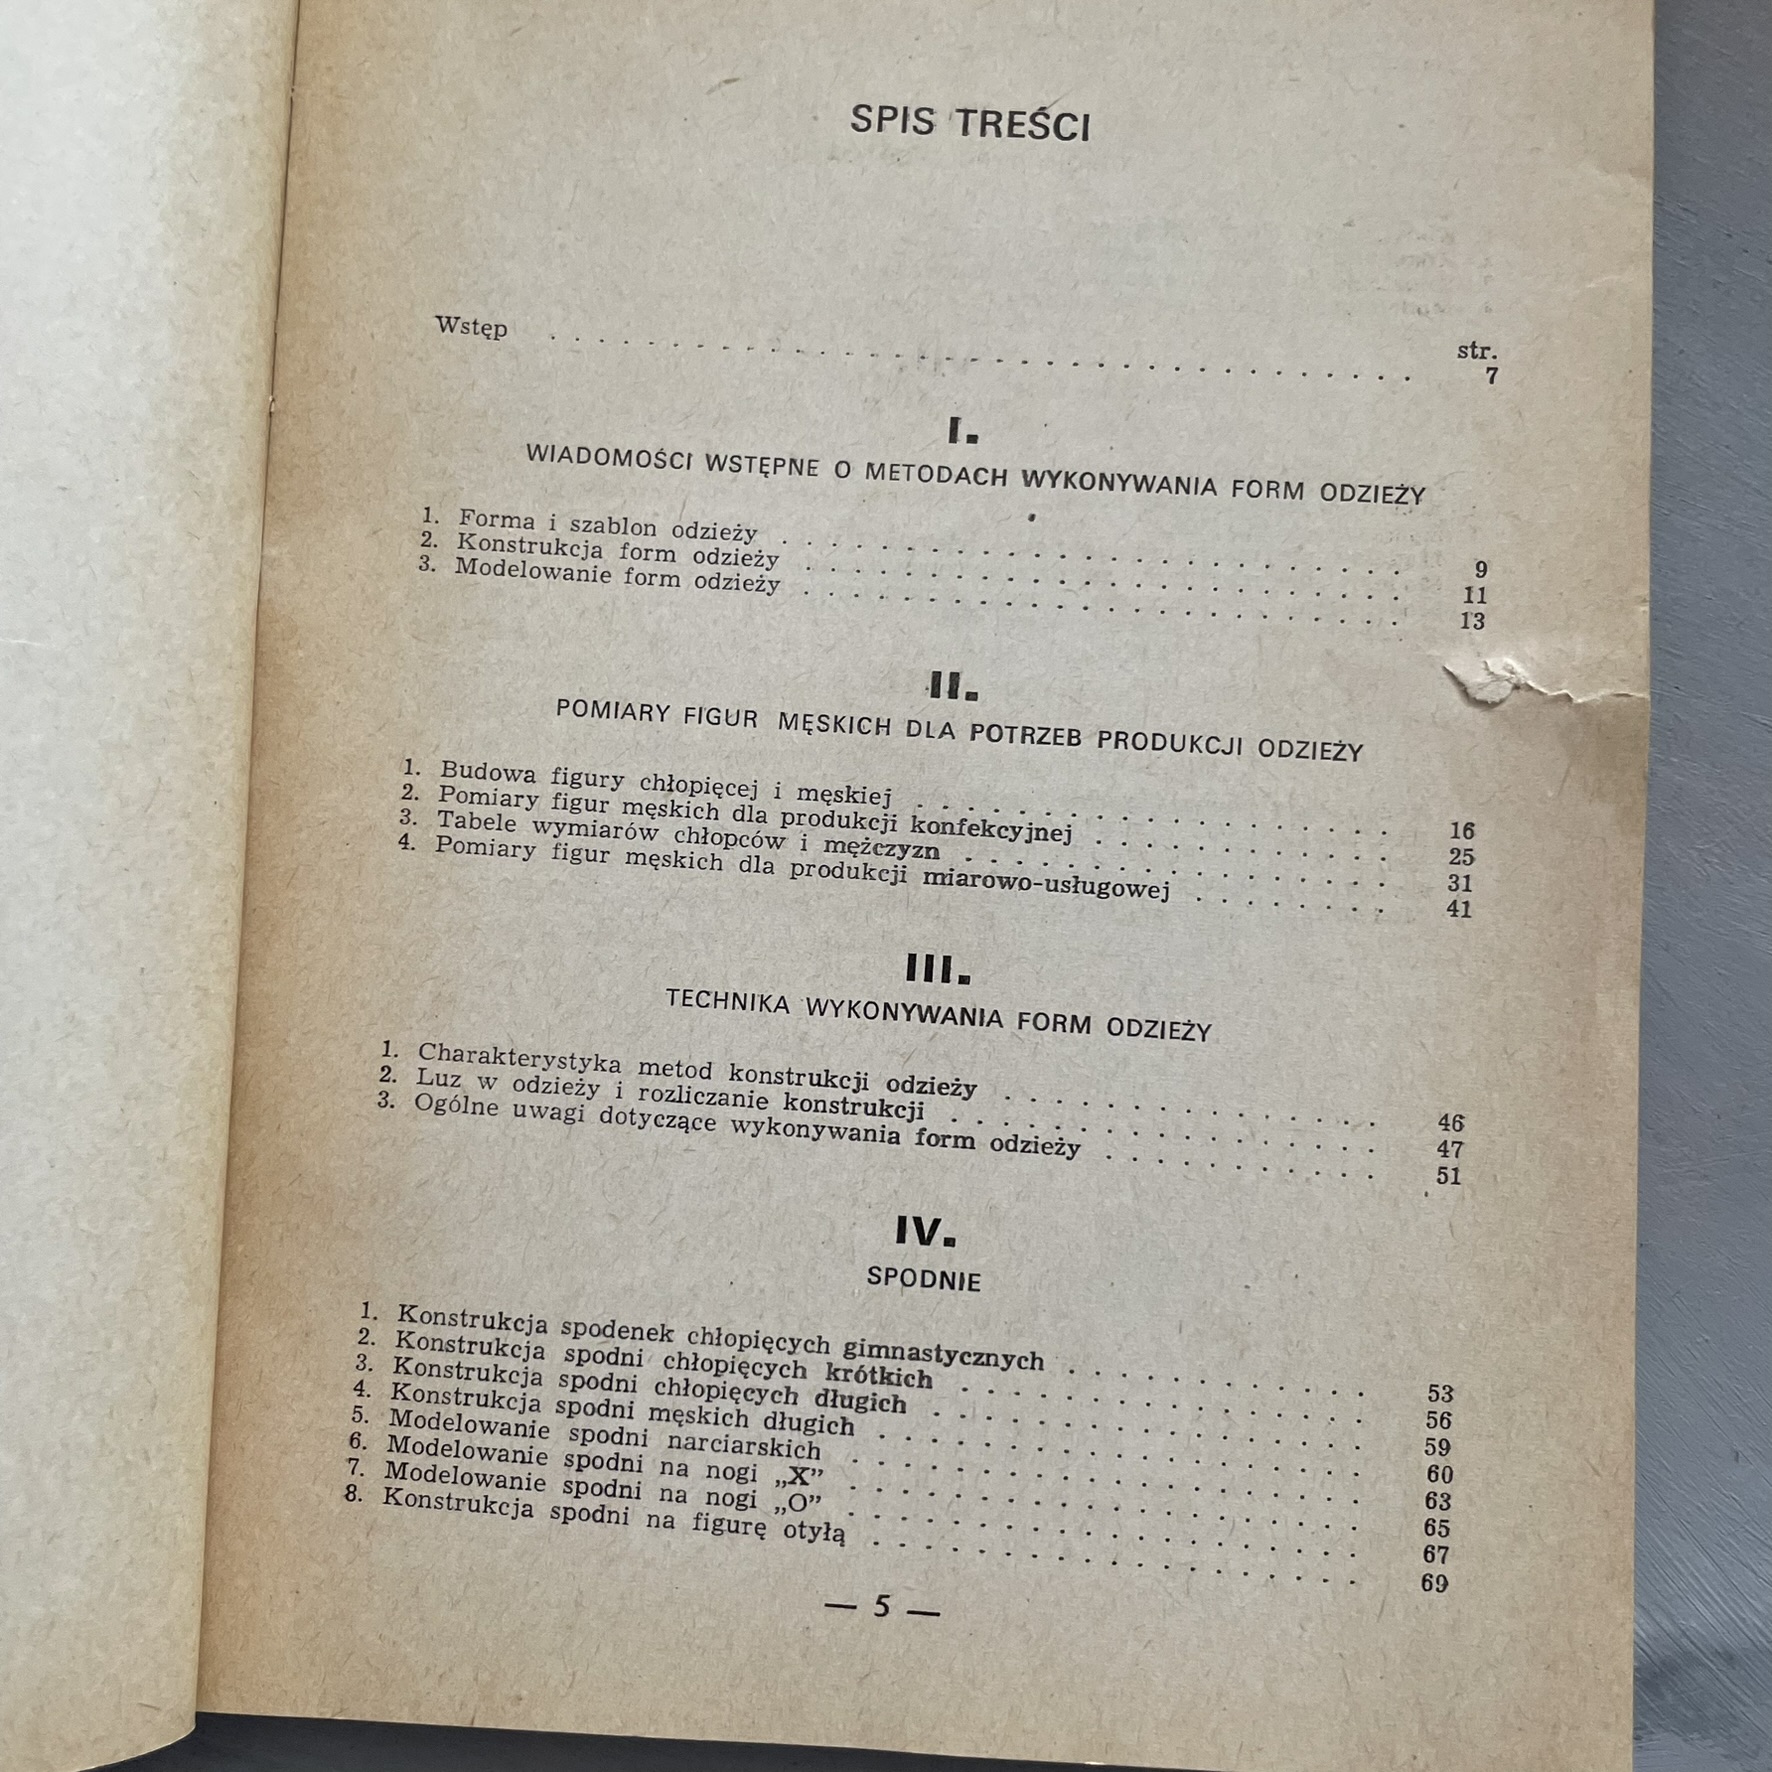 SPIS TREŚCI
str.
Wstęp . . . . . . . . . . . . . . . . . . . . 7
I.
WIADOMOŚCI WSTĘPNE O METODACH WYKONYWANIA FORM ODZIEŻY
1. Forma i szablon odzieży . . . . . . . . . . 9
2. Konstrukcja form odzieży . . . . . . . . . . 11
3. Modelowanie form odzieży . . . . . . . . . . 13
II.
POMIARY FIGUR MĘSKICH DLA POTRZEB PRODUKCJI ODZIEŻY
1. Budowa figury chłopięcej i męskiej . . . . . . . . . . 16
2. Pomiary figur męskich dla produkcji konfekcyjnej . . . . . . . . . . 25
3. Tabele wymiarów chłopców i mężczyzn . . . . . . . . . . 31
4. Pomiary figur męskich dla produkcji miarowo-usługowej . . . . . . . . 41
III.
TECHNIKA WYKONYWANIA FORM ODZIEŻY
1. Charakterystyka metod konstrukcji odzieży . . . . . . . . . . 46
2. Luz w odzieży i rozliczanie konstrukcji . . . . . . . . . . 47
3. Ogólne uwagi dotyczące wykonywania form odzieży . . . . . . . . . . 51
IV.
SPODNIE
1. Konstrukcja spodenek chłopięcych gimnastycznych . . . . . . . . . . 53
2. Konstrukcja spodni chłopięcych krótkich . . . . . . . . . . 56
3. Konstrukcja spodni chłopięcych długich . . . . . . . . . . 59
4. Konstrukcja spodni męskich długich . . . . . . . . . . 60
5. Modelowanie spodni narciarskich . . . . . . . . . . 63
6. Modelowanie spodni na nogi „X” . . . . . . . . . . 65
7. Modelowanie spodni na nogi „O” . . . . . . . . . . 67
8. Konstrukcja spodni na figurę otyłą . . . . . . . . . . 69
— 5 —